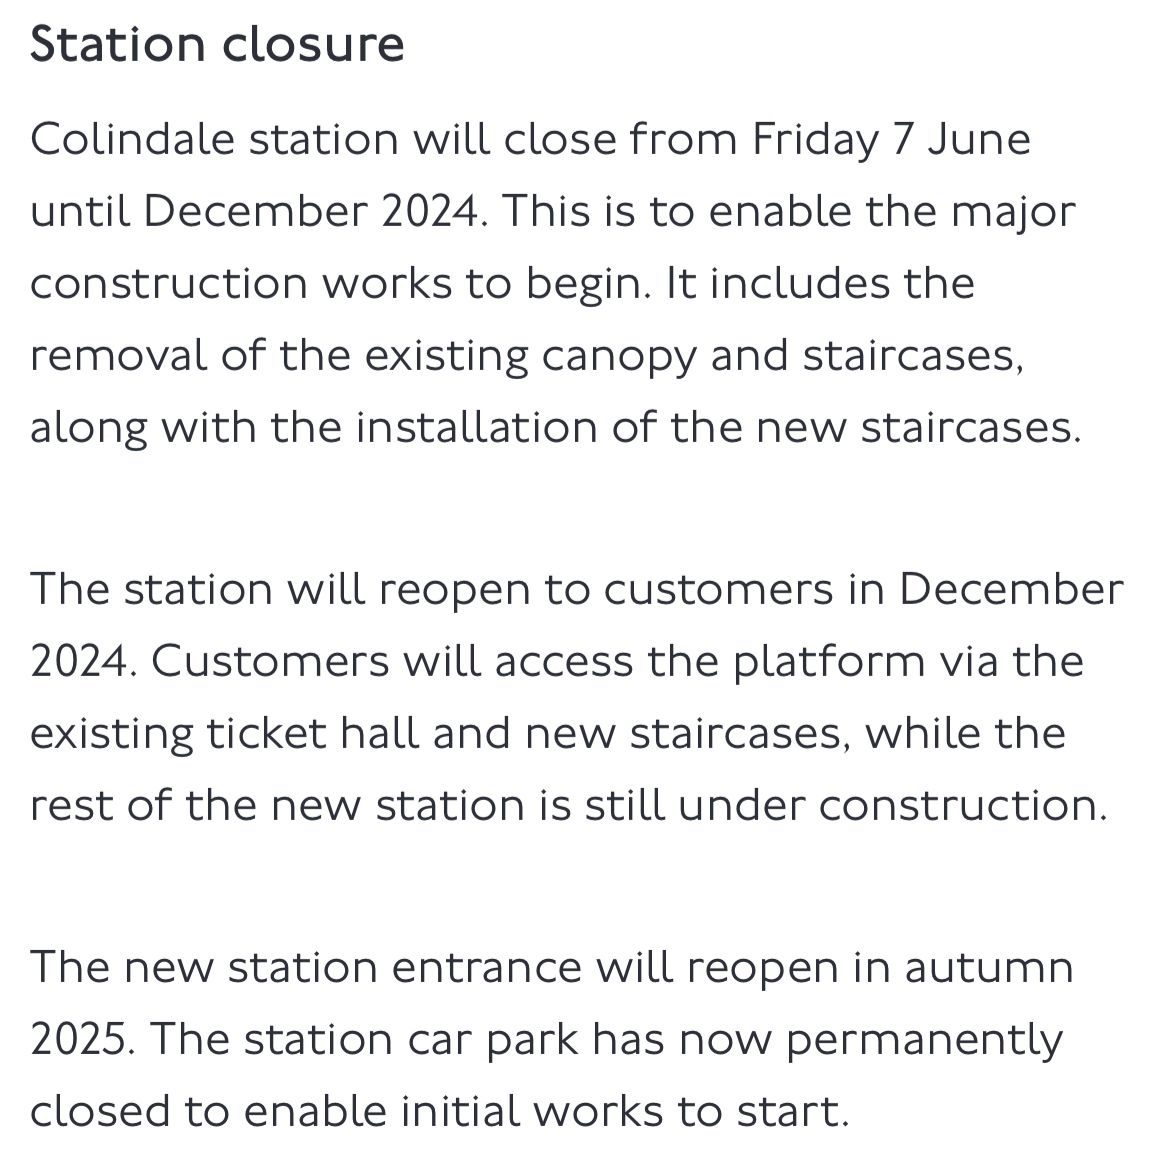 Station closure
Colindale station will close from Friday 7 June
until December 2024. This is to enable the major
construction works to begin. It includes the
removal of the existing canopy and staircases,
along with the installation of the new staircases.
The station will reopen to customers in December
2024. Customers will access the platform via the
existing ticket hall and new staircases, while the
rest of the new station is still under construction.
The new station entrance will reopen in autumn
2025. The station car park has now permanently
closed to enable initial works to start.